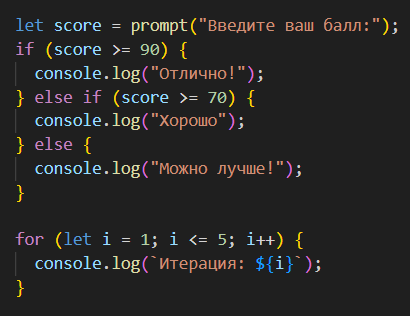 let score = prompt("Введите ваш балл:");
if (score >= 90) {
  console.log("Отлично!");
} else if (score >= 70) {
  console.log("Хорошо");
} else {
  console.log("Можно лучше!");
}

for (let i = 1; i <= 5; i++) {
  console.log(`Итерация: ${i}`);
}